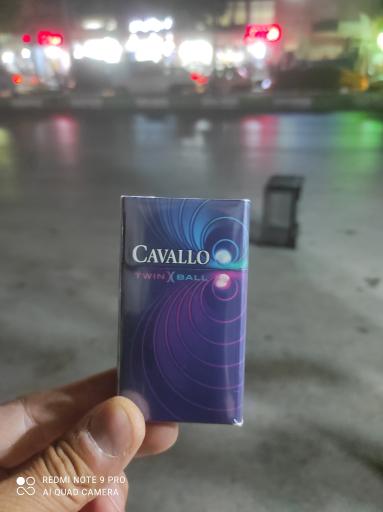 CAVALLO
TWIN X BALL
REDMI NOTE 9 PRO
AI QUAD CAMERA